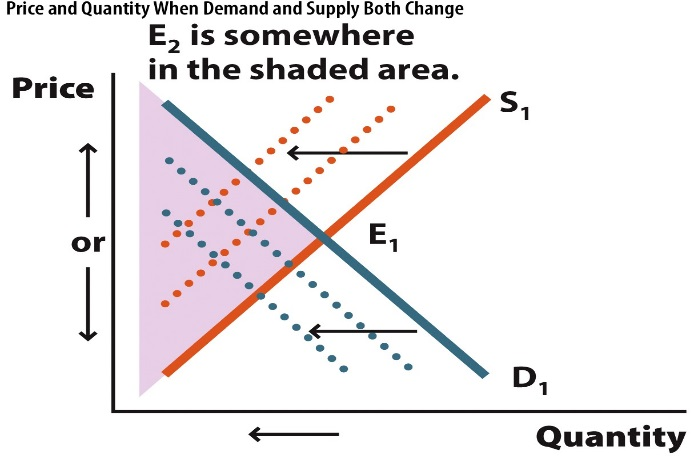 Price and Quantity When Demand and Supply Both Change
E₂ is somewhere
in the shaded area.
Price
S₁
or
E₁
D₁
Quantity